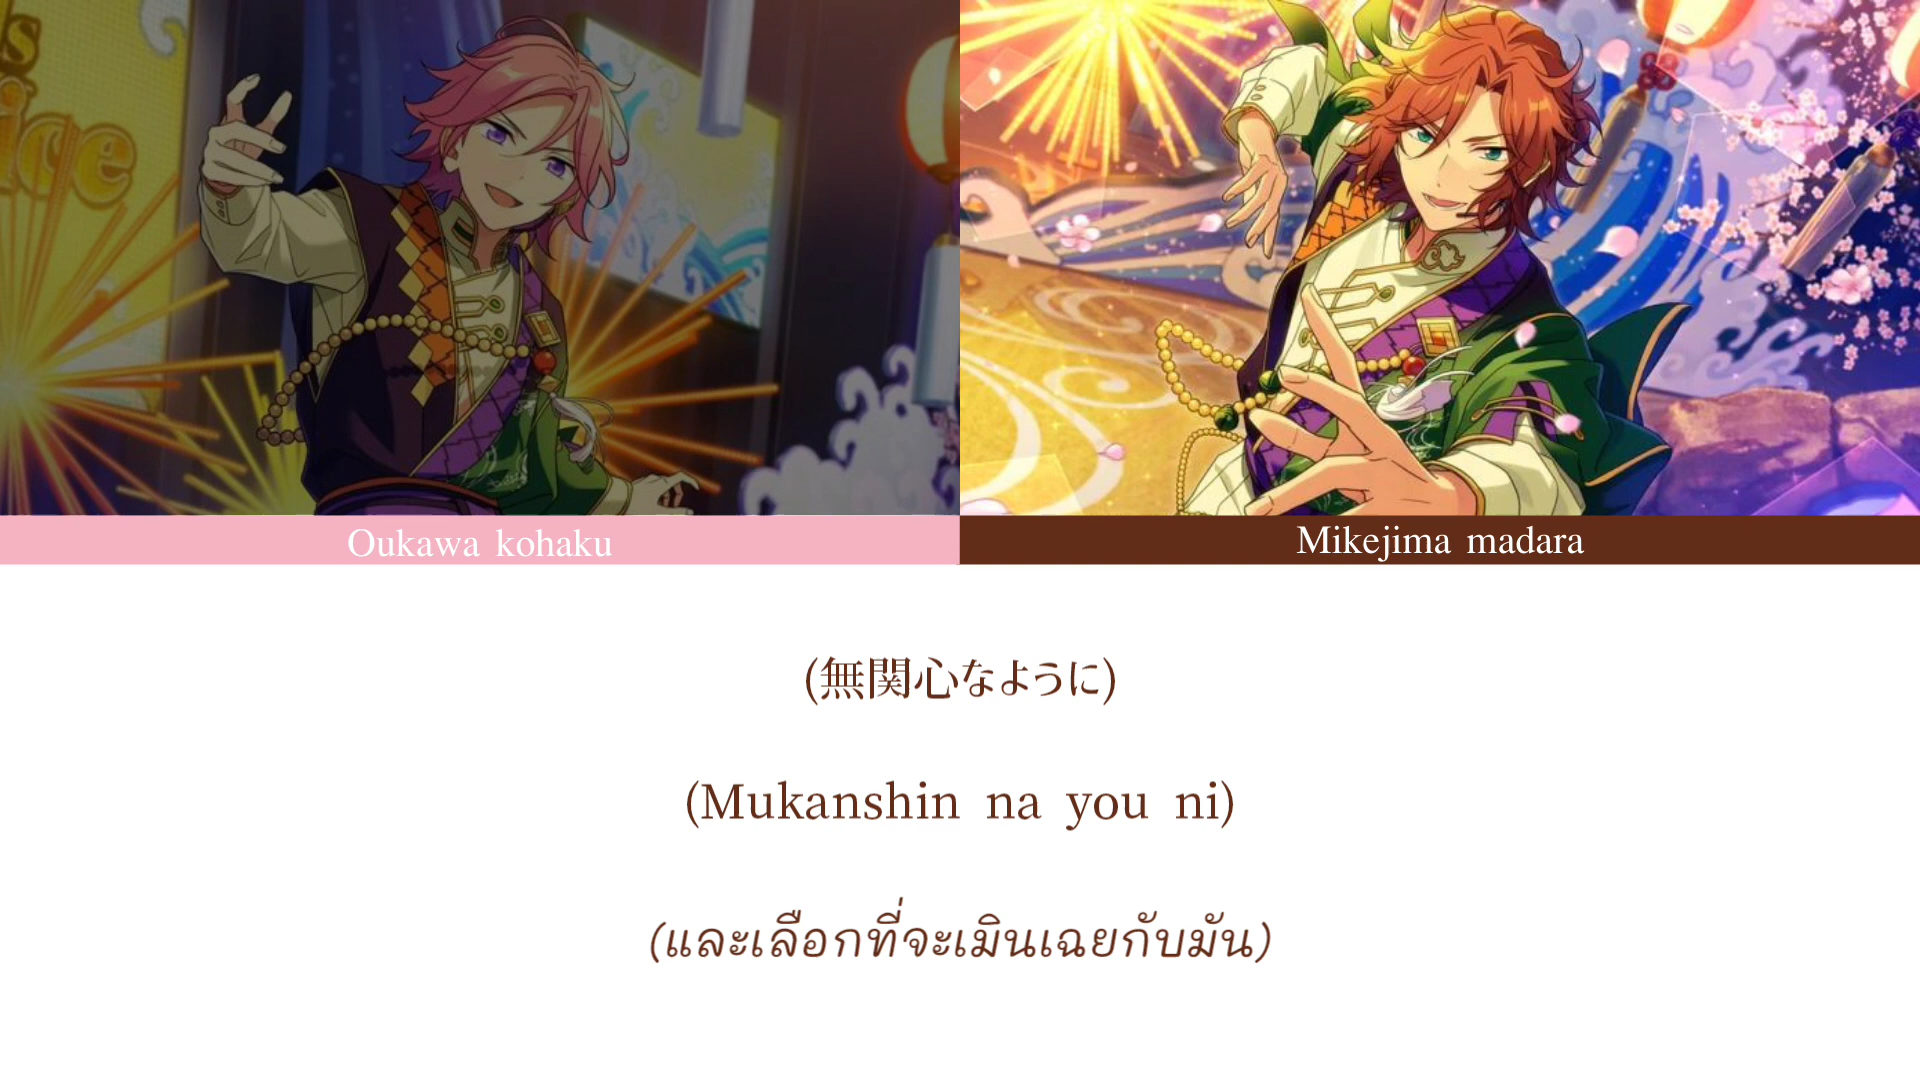 s
ice
Oukawa kohaku
Mikejima madara
(無関心なように)
(Mukanshin na you ni)
(และเลือกที่จะเมินเฉยกับมัน)